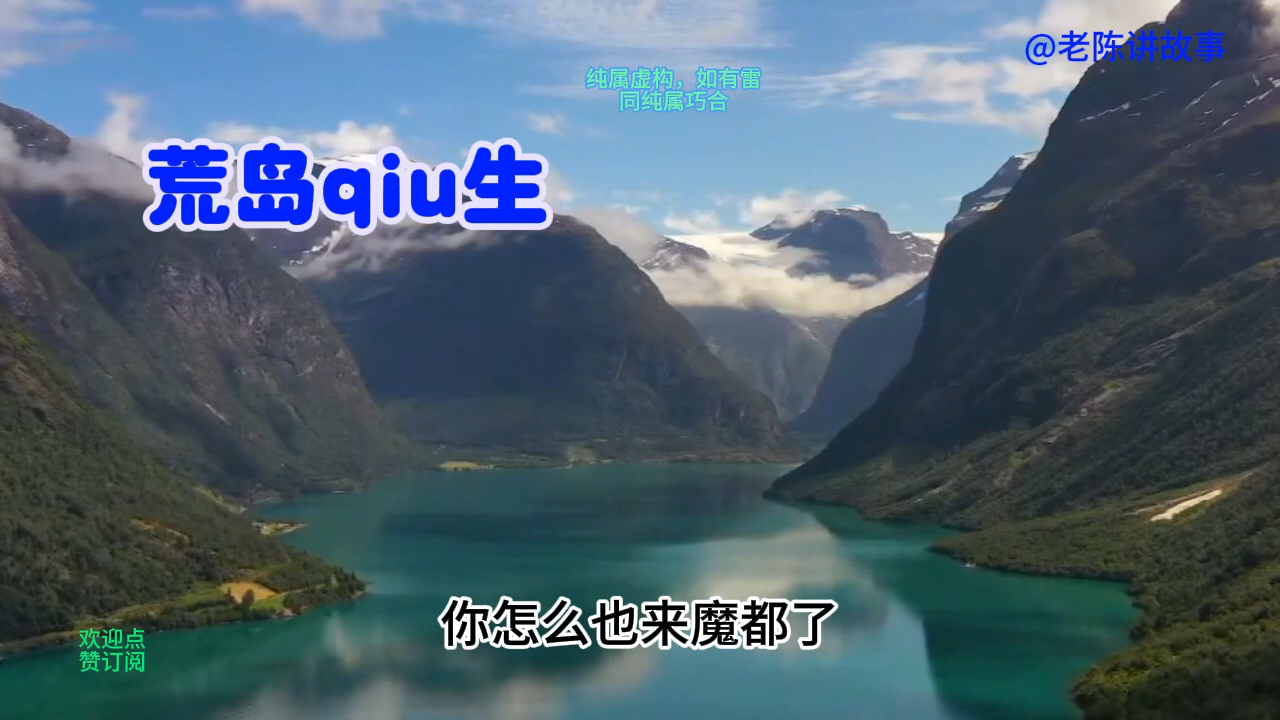 @老陈讲故事
纯属虚构，如有雷
同纯属巧合
荒岛qiu生
你怎么也来魔都了
欢迎点
赞订阅